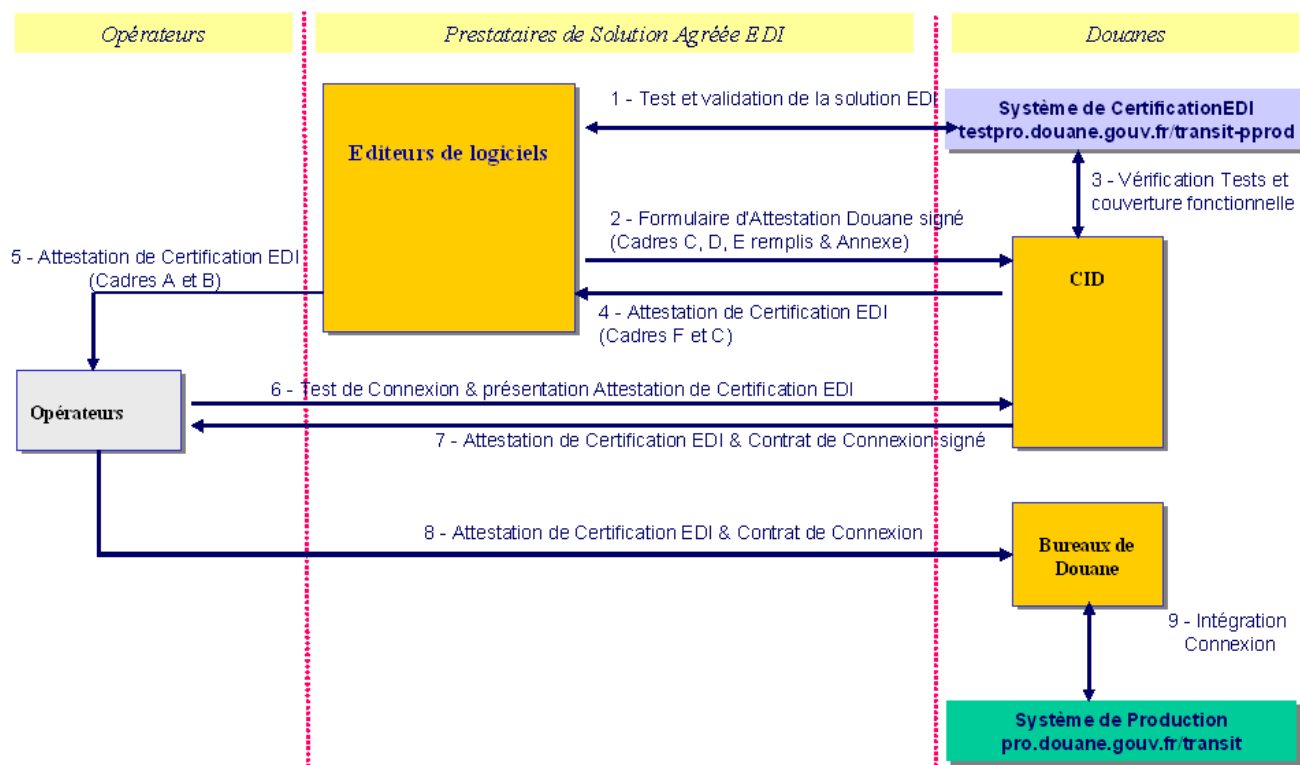 Opérateurs
Prestataires de Solution Agréée EDI
Douanes
1 - Test et validation de la solution EDI
Système de CertificationEDI
testpro.douane.gouv.fr/transit-pprod
Editeurs de logiciels
3 - Vérification Tests et
couverture fonctionnelle
2 - Formulaire d'Attestation Douane signé
(Cadres C, D, E remplis & Annexe)
5 - Attestation de Certification EDI
(Cadres A et B)
CID
4 - Attestation de Certification EDI
(Cadres F et C)
6 - Test de Connexion & présentation Attestation de Certification EDI
Opérateurs
7 - Attestation de Certification EDI & Contrat de Connexion signé
8 - Attestation de Certification EDI & Contrat de Connexion
Bureaux de
Douane
9 - Intégration
Connexion
Système de Production
pro.douane.gouv.fr/transit